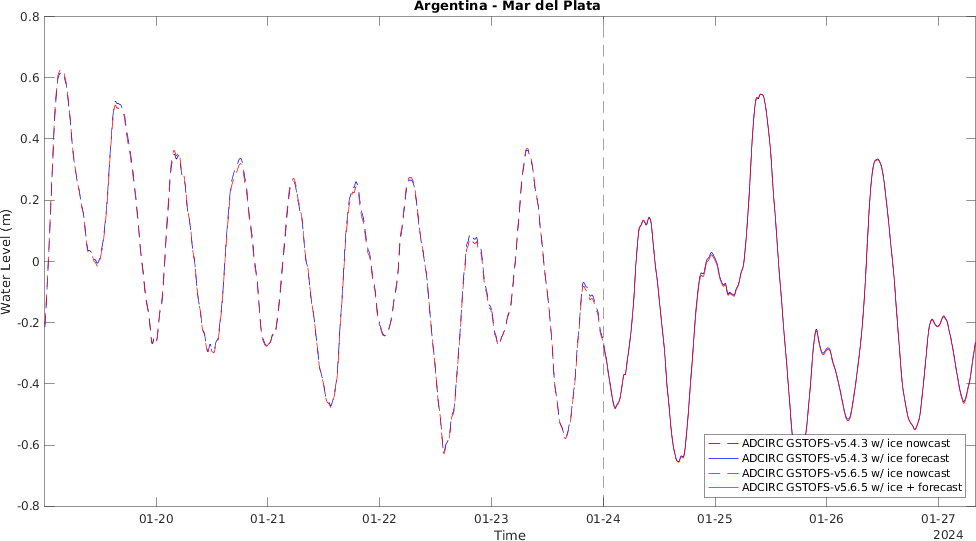 Argentina - Mar del Plata
0.8
0.6
0.4
0.2
0
-0.2
-0.4
-0.6
-0.8
Water Level (m)
01-20 01-21 01-22 01-23 01-24 01-25 01-26 01-27
Time
2024
ADCIRC GSTOFS-v5.4.3 w/ ice nowcast
ADCIRC GSTOFS-v5.4.3 w/ ice forecast
ADCIRC GSTOFS-v5.6.5 w/ ice nowcast
ADCIRC GSTOFS-v5.6.5 w/ ice + forecast